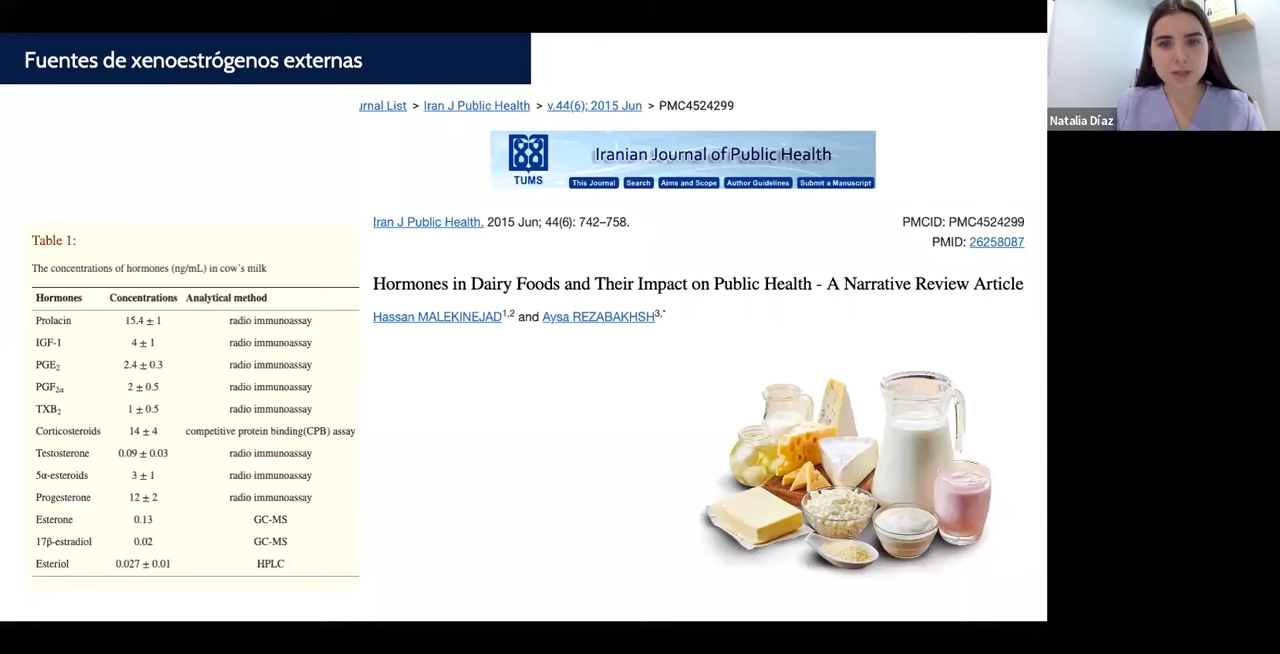 Fuentes de xenoestrógenos externas
Natalia Díaz
urnal List > Iran J Public Health > v.44(6); 2015 Jun > PMC4524299
TUMS
Iranian Journal of Public Health
This Journal Search Aims and Scope Author Guidelines Submit a Manuscript
Iran J Public Health. 2015 Jun; 44(6): 742–758.
PMCID: PMC4524299
PMID: 26258087
Hormones in Dairy Foods and Their Impact on Public Health - A Narrative Review Article
Hassan MALEKINEJAD1,2 and Aysa REZABAKHSH3,*
Table 1:
The concentrations of hormones (ng/mL) in cow's milk
Hormones Concentrations Analytical method
Prolacin 15.4 ± 1 radio immunoassay
IGF-1 4 ± 1 radio immunoassay
PGE2 2.4 ± 0.3 radio immunoassay
PGF2α 2 ± 0.5 radio immunoassay
TXB2 1 ± 0.5 radio immunoassay
Corticosteroids 14 ± 4 competitive protein binding(CPB) assay
Testosterone 0.09 ± 0.03 radio immunoassay
5α-esteroids 3 ± 1 radio immunoassay
Progesterone 12 ± 2 radio immunoassay
Esterone 0.13 GC-MS
17β-estradiol 0.02 GC-MS
Esteriol 0.027 ± 0.01 HPLC